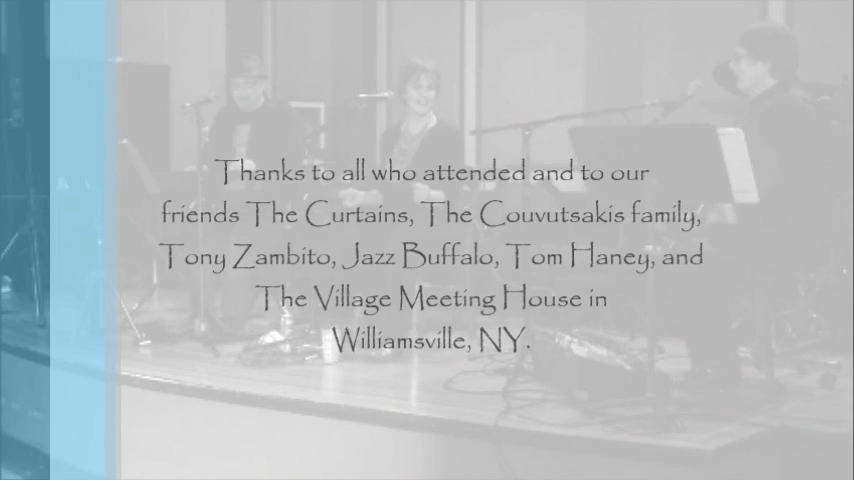 Thanks to all who attended and to our
friends The Curtains, The Couvutsakis family,
Tony Zambito, Jazz Buffalo, Tom Haney, and
The Village Meeting House in
Williamsville, NY.